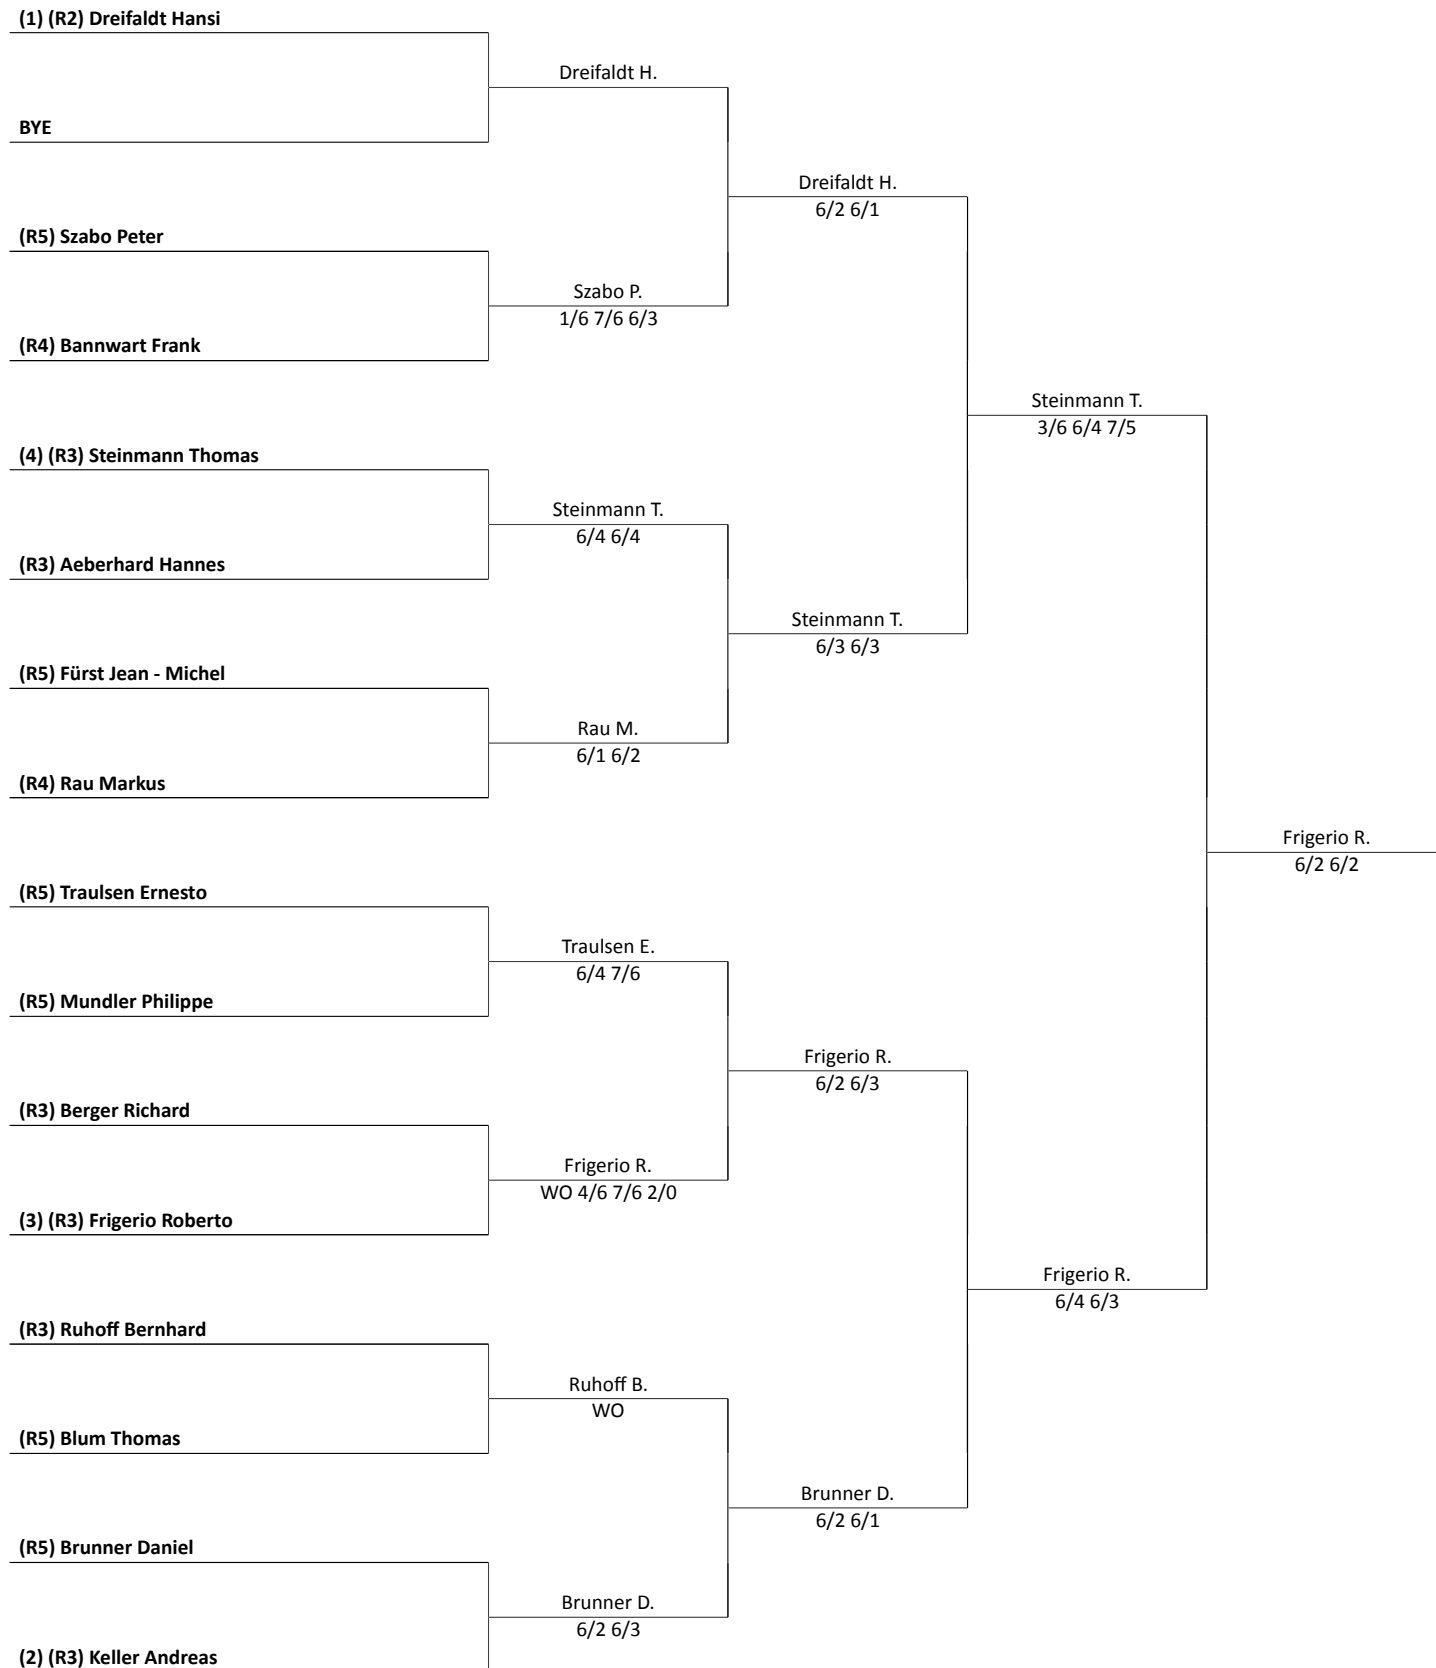 (1) (R2) Dreifaldt Hansi
Dreifaldt H.
BYE
Dreifaldt H.
6/2 6/1
(R5) Szabo Peter
Szabo P.
1/6 7/6 6/3
(R4) Bannwart Frank
Steinmann T.
3/6 6/4 7/5
(4) (R3) Steinmann Thomas
Steinmann T.
6/4 6/4
(R3) Aeberhard Hannes
Steinmann T.
6/3 6/3
(R5) Fürst Jean - Michel
Rau M.
6/1 6/2
(R4) Rau Markus
Frigerio R.
6/2 6/2
(R5) Traulsen Ernesto
Traulsen E.
6/4 7/6
(R5) Mundler Philippe
Frigerio R.
6/2 6/3
(R3) Berger Richard
Frigerio R.
WO 4/6 7/6 2/0
(3) (R3) Frigerio Roberto
Frigerio R.
6/4 6/3
(R3) Ruhoff Bernhard
Ruhoff B.
WO
(R5) Blum Thomas
Brunner D.
6/2 6/1
(R5) Brunner Daniel
Brunner D.
6/2 6/3
(2) (R3) Keller Andreas